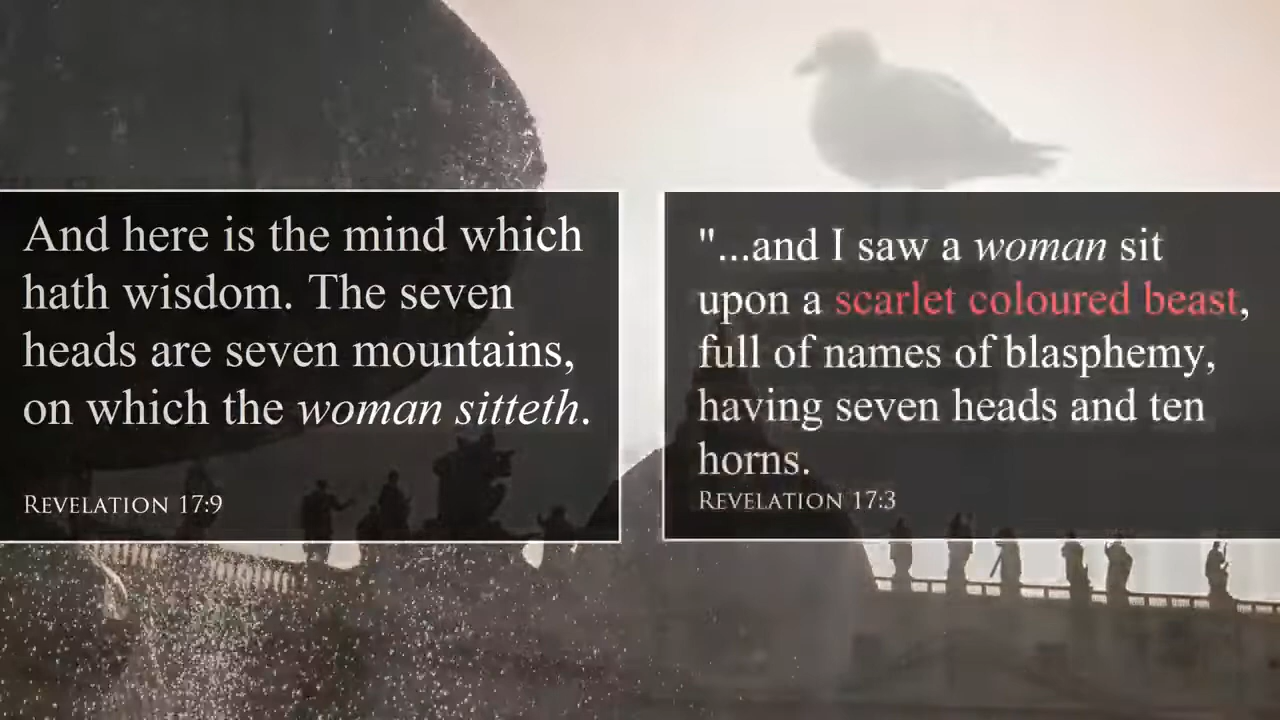 And here is the mind which
hath wisdom. The seven
heads are seven mountains,
on which the woman sitteth.
Revelation 17:9
"...and I saw a woman sit
upon a scarlet coloured beast,
full of names of blasphemy,
having seven heads and ten
horns.
Revelation 17:3